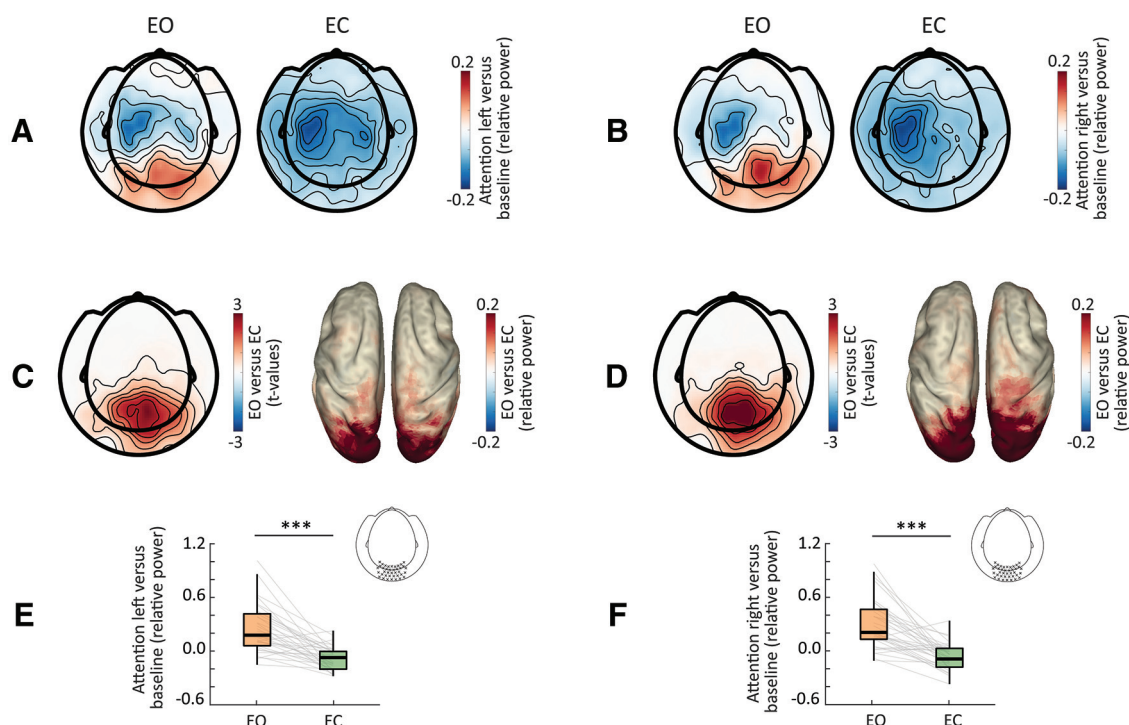 EO
EC
A
0.2
-0.2
Attention left versus
baseline (relative power)
EO
EC
B
0.2
-0.2
Attention right versus
baseline (relative power)
C
3
-3
EO versus EC
(t-values)
0.2
-0.2
EO versus EC
(relative power)
D
3
-3
EO versus EC
(t-values)
0.2
-0.2
EO versus EC
(relative power)
E
Attention left versus
baseline (relative power)
1.2
0.6
0.0
-0.6
***
EO
EC
F
Attention right versus
baseline (relative power)
1.2
0.6
0.0
-0.6
***
EO
EC